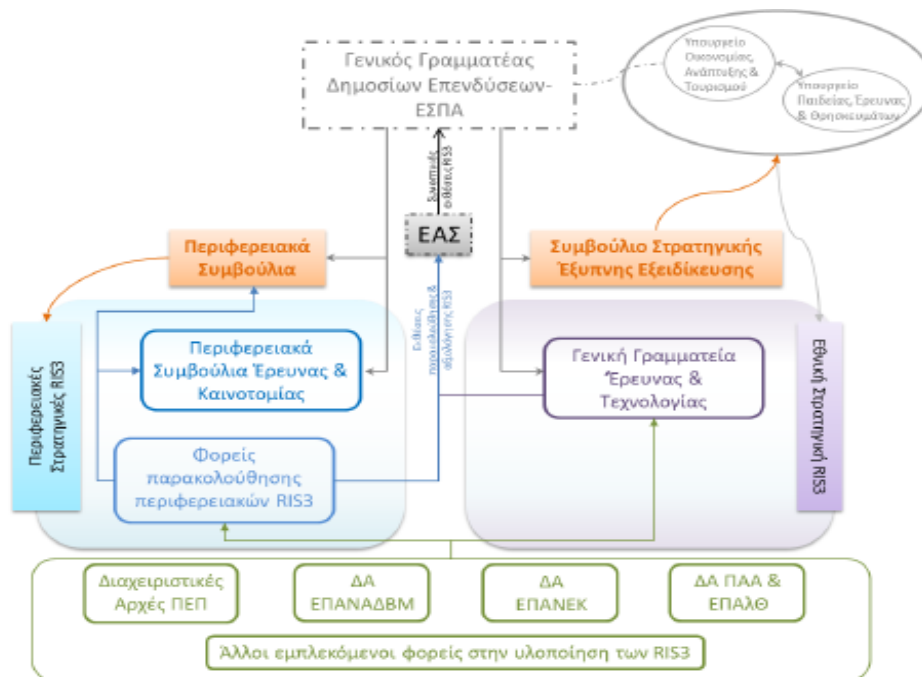 Γενικός Γραμματέας
Δημοσίων Επενδύσεων-
ΕΣΠΑ
Υπουργείο
Οικονομίας,
Ανάπτυξης &
Τουρισμού
Υπουργείο
Παιδείας, Έρευνας
& Θρησκευμάτων
Συνοπτικές
εκθέσεις RIS3
ΕΑΣ
Περιφερειακά
Συμβούλια
Συμβούλιο Στρατηγικής
Έξυπνης Εξειδίκευσης
Εκθέσεις
παρακολούθησης &
αξιολόγησης RIS3
Περιφερειακές
Στρατηγικές RIS3
Περιφερειακά
Συμβούλια Έρευνας &
Καινοτομίας
Φορείς
παρακολούθησης
περιφερειακών RIS3
Γενική Γραμματεία
Έρευνας &
Τεχνολογίας
Εθνική Στρατηγική RIS3
Διαχειριστικές
Αρχές ΠΕΠ
ΔΑ
ΕΠΑΝΑΔΒΜ
ΔΑ
ΕΠΑΝΕΚ
ΔΑ ΠΑΑ &
ΕΠΑλΘ
Άλλοι εμπλεκόμενοι φορείς στην υλοποίηση των RIS3